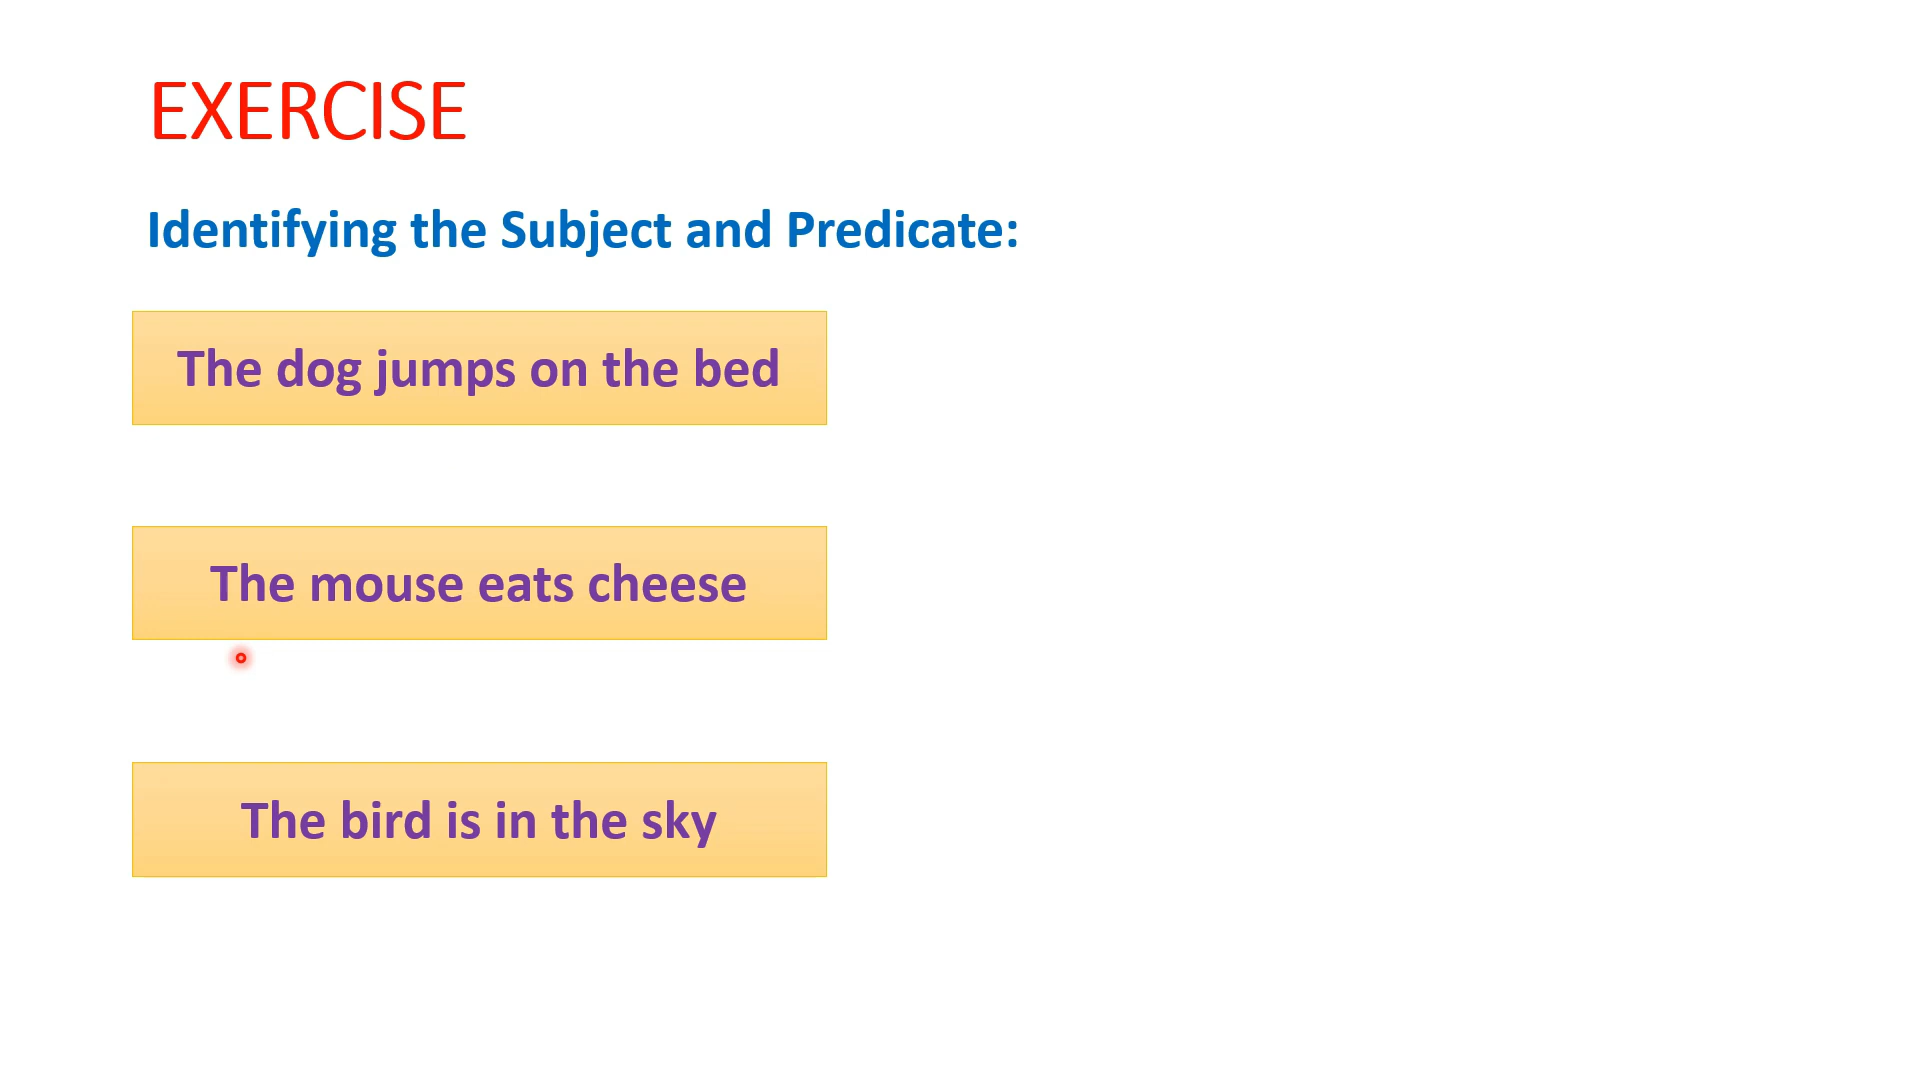 EXERCISE
Identifying the Subject and Predicate:
The dog jumps on the bed
The mouse eats cheese
The bird is in the sky